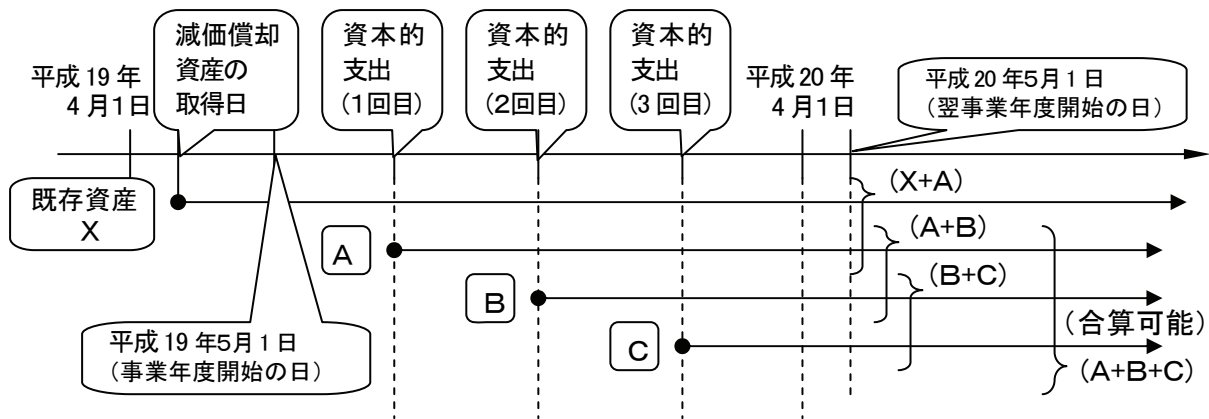 平成19年
4月1日
減価償却
資産の
取得日
資本的
支出
(1回目)
資本的
支出
(2回目)
資本的
支出
(3回目)
平成20年
4月1日
平成20年5月1日
(翌事業年度開始の日)
既存資産
X
(X+A)
A
(A+B)
B
(B+C)
平成19年5月1日
(事業年度開始の日)
C
(合算可能)
(A+B+C)